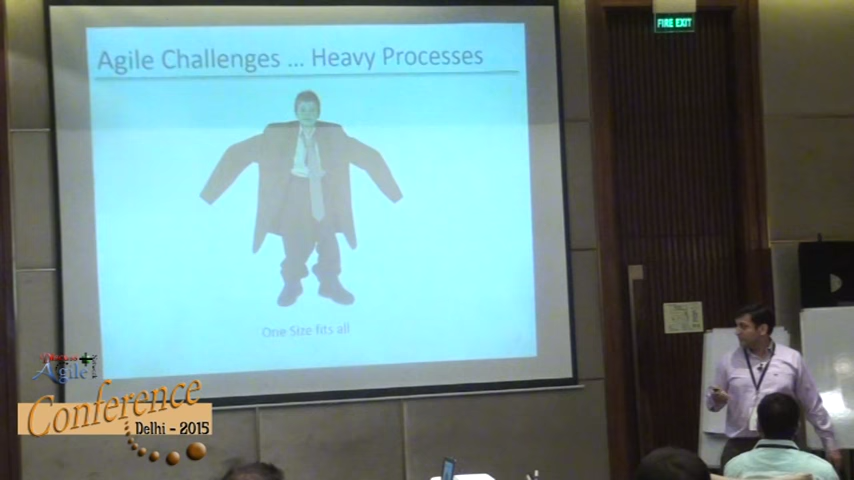 Agile Challenges ... Heavy Processes
One Size fits all
FIRE EXIT
Agile
Conference
Delhi - 2015